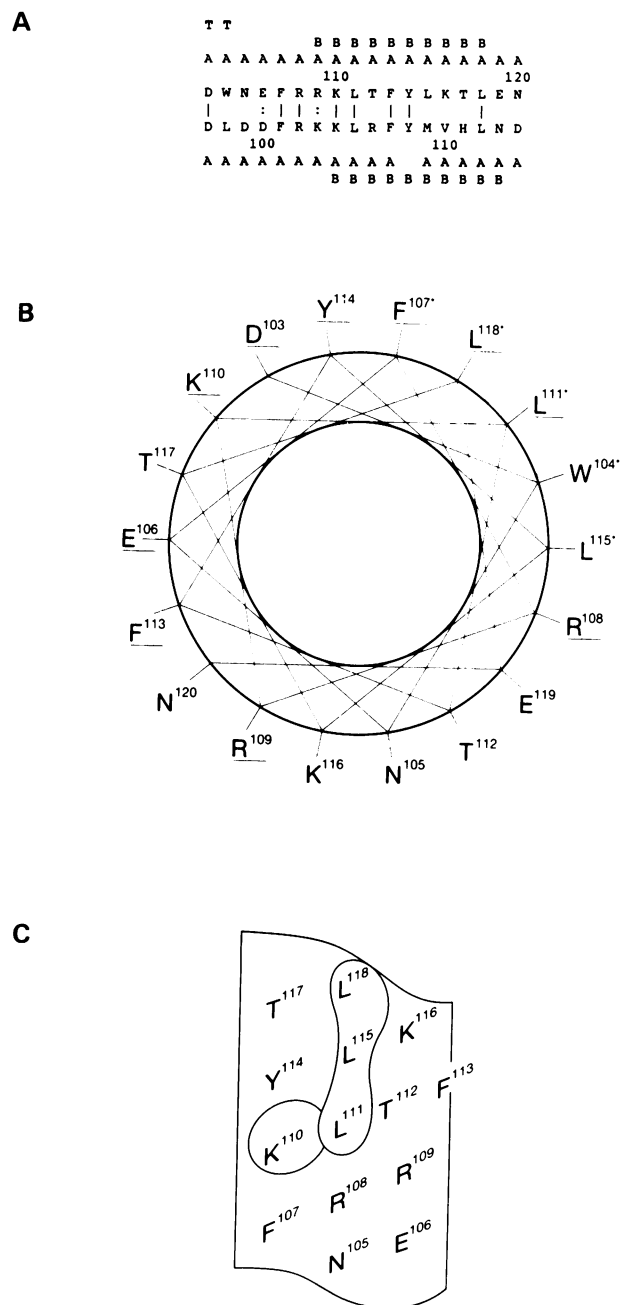 A
T T
B B B B B B B B B B
A A A A A A A A A A A A A A A A A A
110 120
D W N E F R R K L T F Y L K T L E N
| : | | : | | | | |
D L D D F R K K L R F Y M V H L N D
100 110
A A A A A A A A A A A A A A A A A
B B B B B B B B B B
B
Y114 F107*
D103 L118*
K110 L111*
T117 W104*
E106 L115*
F113 R108
N120 E119
R109 T112
K116 N105
C
T117 L118
K116
L115
Y114 F113
T112
K110 L111
R109
F107 R108
N105 E106